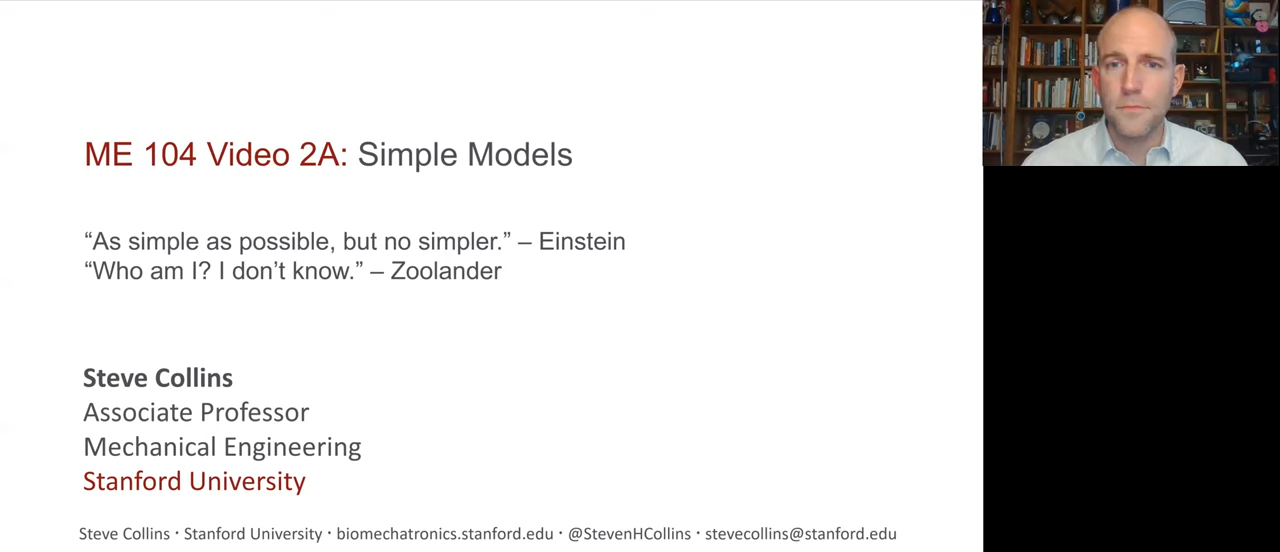 ME 104 Video 2A: Simple Models
“As simple as possible, but no simpler.” – Einstein
“Who am I? I don’t know.” – Zoolander
Steve Collins
Associate Professor
Mechanical Engineering
Stanford University
Steve Collins · Stanford University · biomechatronics.stanford.edu · @StevenHCollins · stevecollins@stanford.edu